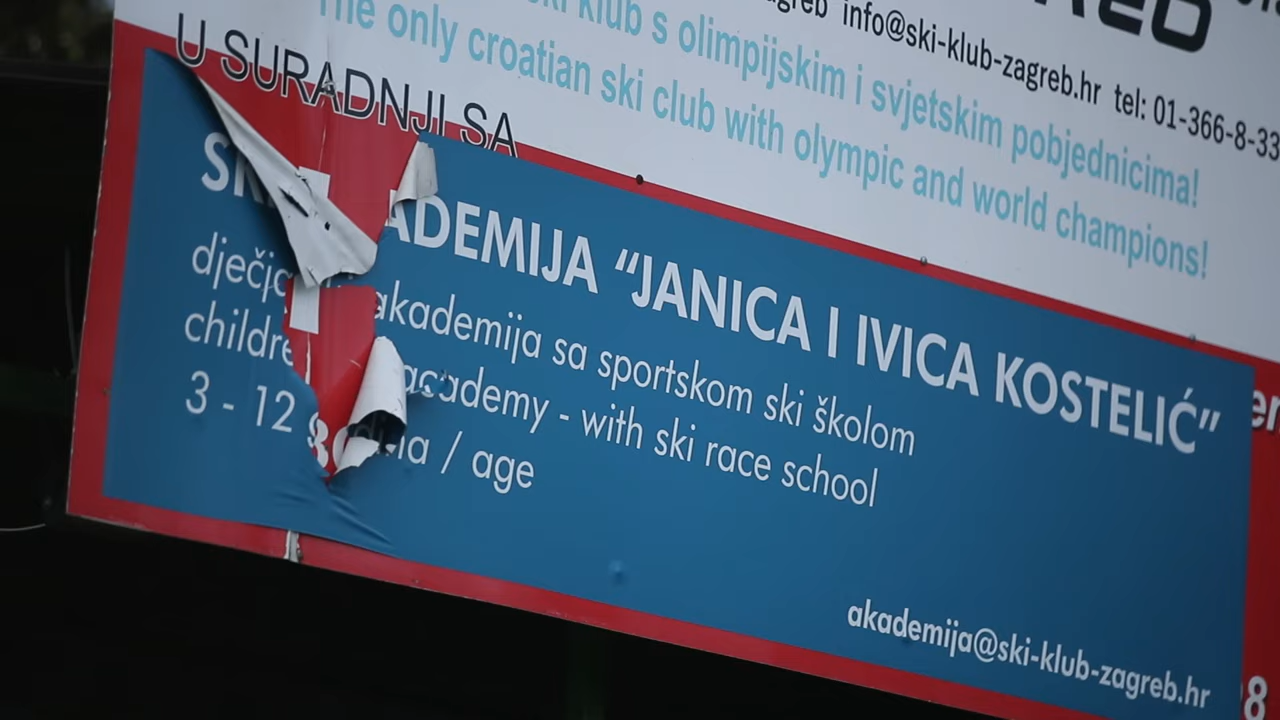 info@ski-klub-zagreb.hr tel: 01-366-8-33
ski klub s olimpijskim i svjetskim pobjednicima!
The only croatian ski club with olympic and world champions!
U SURADNJI SA
"JANICA I IVICA KOSTELIĆ"
akademija sa sportskom ski školom
academy - with ski race school
3 - 12 / age
akademija@ski-klub-zagreb.hr
8